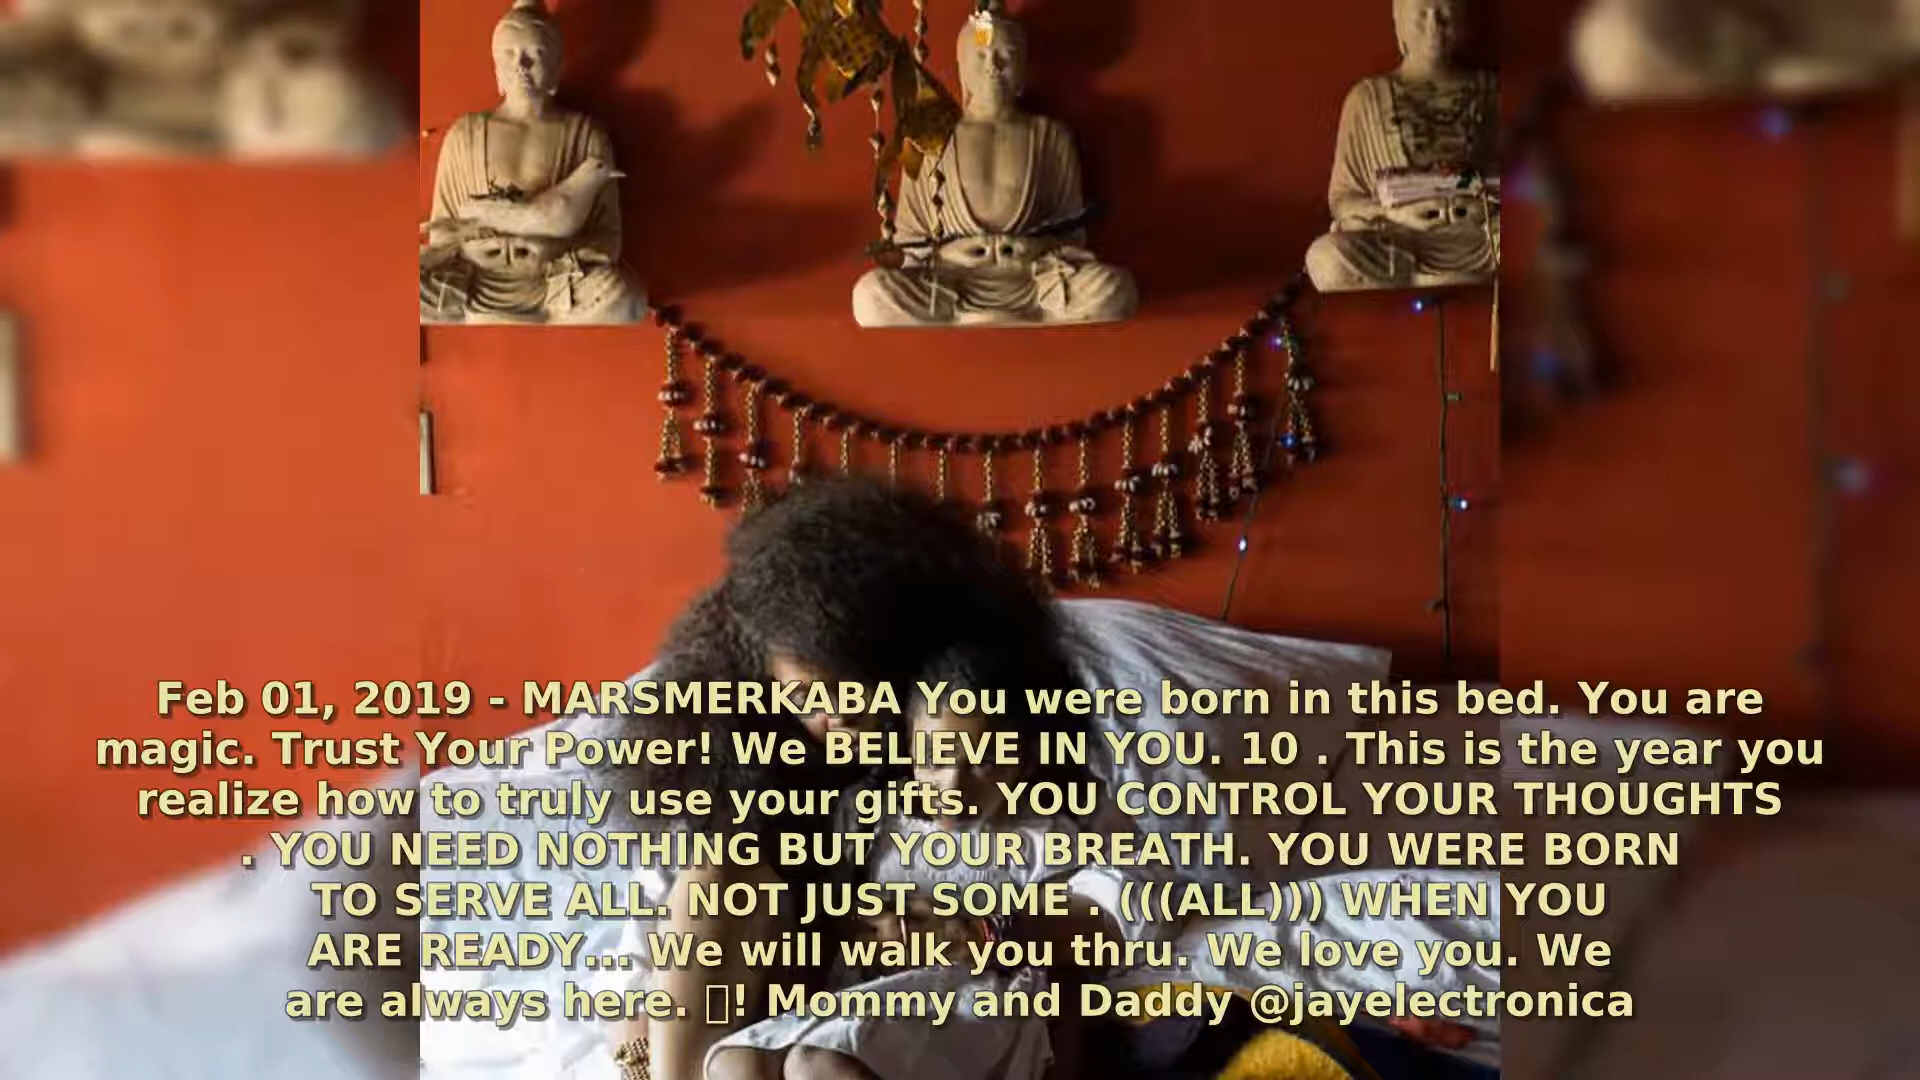 Feb 01, 2019 - MARSMERKABA You were born in this bed. You are
magic. Trust Your Power! We BELIEVE IN YOU. 10 . This is the year you
realize how to truly use your gifts. YOU CONTROL YOUR THOUGHTS
. YOU NEED NOTHING BUT YOUR BREATH. YOU WERE BORN
TO SERVE ALL. NOT JUST SOME . (((ALL))) WHEN YOU
ARE READY... We will walk you thru. We love you. We
are always here. ! Mommy and Daddy @jayelectronica